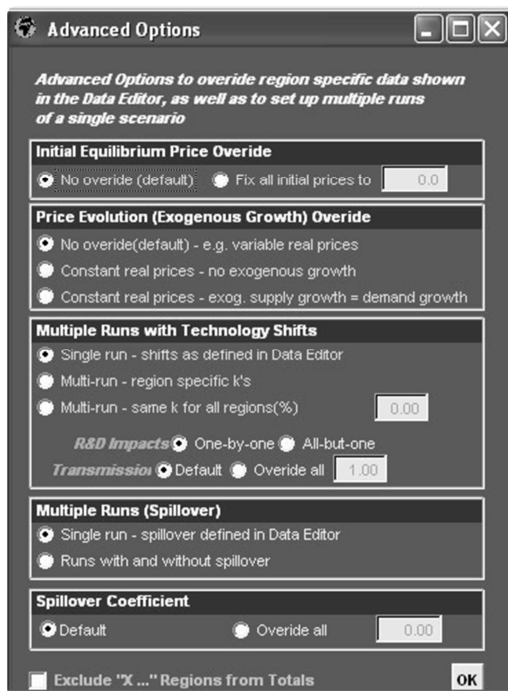 Advanced Options
Advanced Options to overide region specific data shown
in the Data Editor, as well as to set up multiple runs
of a single scenario
Initial Equilibrium Price Overide
No overide (default) Fix all initial prices to 0.0
Price Evolution (Exogenous Growth) Overide
No overide(default) - e.g. variable real prices
Constant real prices - no exogenous growth
Constant real prices - exog. supply growth = demand growth
Multiple Runs with Technology Shifts
Single run - shifts as defined in Data Editor
Multi-run - region specific k's
Multi-run - same k for all regions(%) 0.00
R&D Impacts One-by-one All-but-one
Transmission Default Overide all 1.00
Multiple Runs (Spillover)
Single run - spillover defined in Data Editor
Runs with and without spillover
Spillover Coefficient
Default Overide all 0.00
Exclude "X ..." Regions from Totals OK